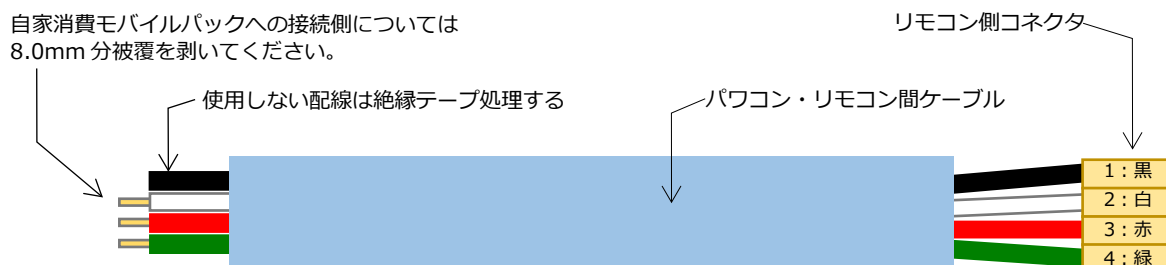 自家消費モバイルパックへの接続側については
8.0mm 分被覆を剥いてください。
リモコン側コネクタ
使用しない配線は絶縁テープ処理する
パワコン・リモコン間ケーブル
1：黒
2：白
3：赤
4：緑